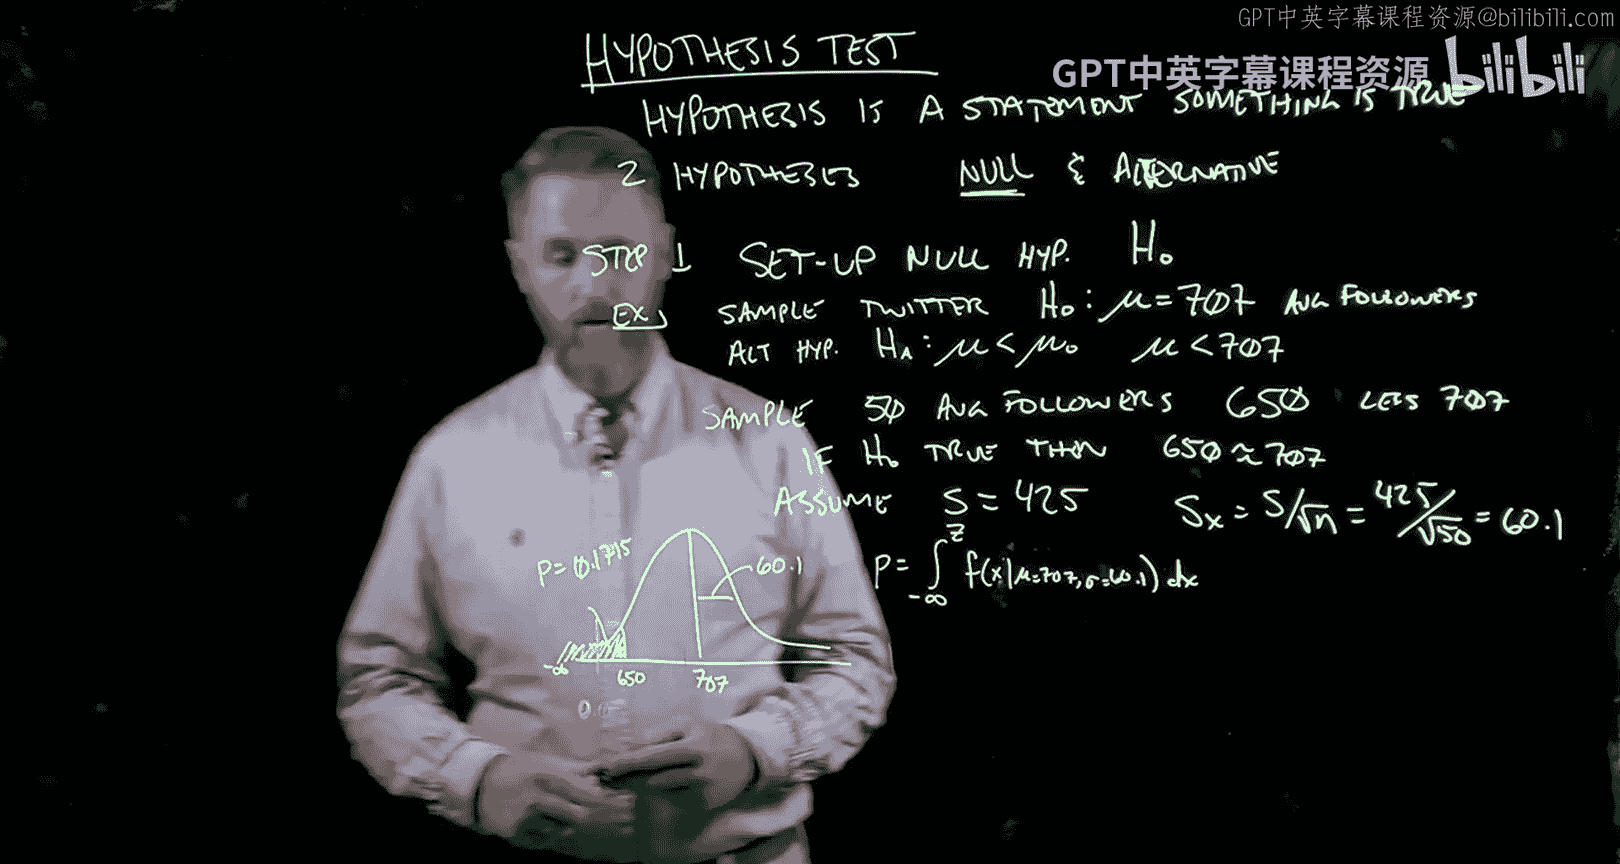 GPT中英字幕课程资源@bilibili.com
GPT中英字幕课程资源 bilibili
HYPOTHESIS TEST
HYPOTHESIS IS A STATEMENT SOMETHING IS TRUE
2 HYPOTHESES NULL & ALTERNATIVE
STEP 1 SET-UP NULL HYP. H₀
EX SAMPLE TWITTER H₀: μ = 707 AVG FOLLOWERS
ALT HYP. Hₐ: μ < μ₀ μ < 707
SAMPLE 50 AVG FOLLOWERS 650 LESS 707
IF H₀ TRUE THEN 650 ≈ 707
ASSUME S = 425 Sₓ = S/√n = 425/√50 = 60.1
P = ∫ z -∞ f(x|μ=707, σ=60.1) dx
P = 0.1715
60.1
-∞ 650 707